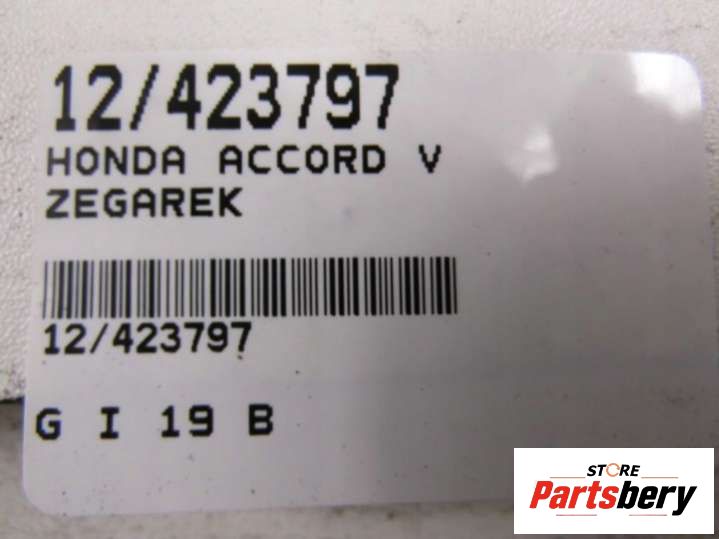 12/423797
HONDA ACCORD V
ZEGAREK
12/423797
G I 19 B
STORE
Partsbery